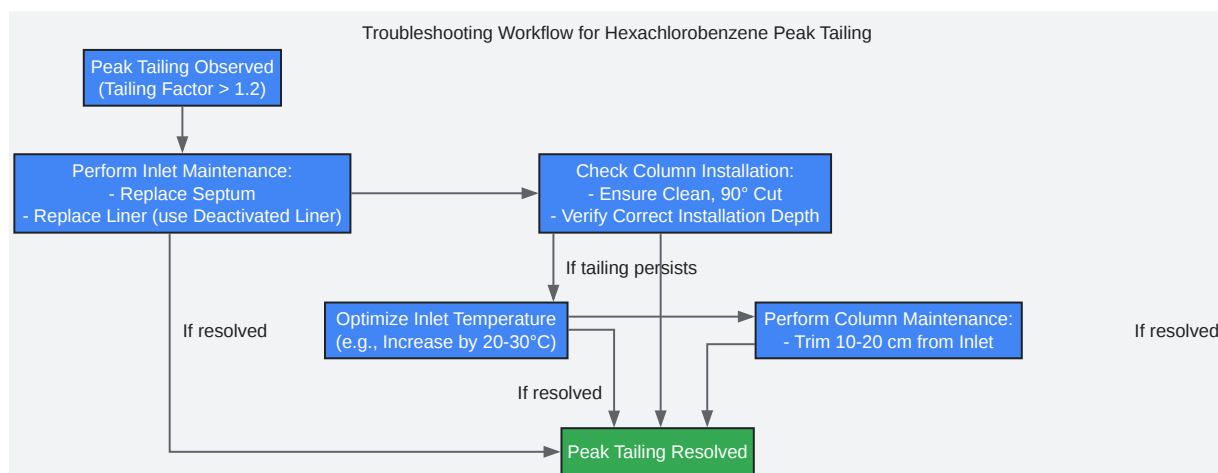 Troubleshooting Workflow for Hexachlorobenzene Peak Tailing
Peak Tailing Observed
(Tailing Factor > 1.2)
Perform Inlet Maintenance:
- Replace Septum
- Replace Liner (use Deactivated Liner)
Check Column Installation:
- Ensure Clean, 90° Cut
- Verify Correct Installation Depth
If tailing persists
If resolved
Optimize Inlet Temperature
(e.g., Increase by 20-30°C)
Perform Column Maintenance:
- Trim 10-20 cm from Inlet
If resolved
If resolved
Peak Tailing Resolved